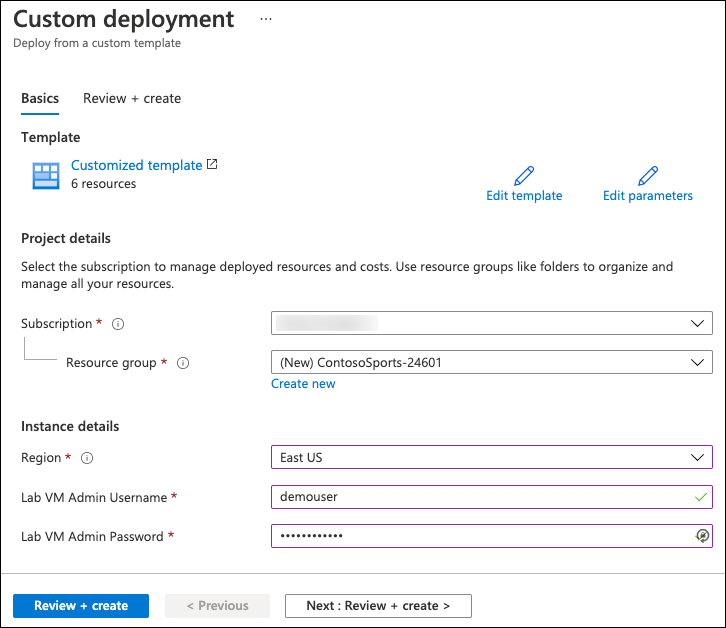 Custom deployment ...
Deploy from a custom template
Basics Review + create
Template
Customized template
6 resources
Edit template Edit parameters
Project details
Select the subscription to manage deployed resources and costs. Use resource groups like folders to organize and
manage all your resources.
Subscription *
Resource group * (New) ContosoSports-24601
Create new
Instance details
Region * East US
Lab VM Admin Username * demouser
Lab VM Admin Password * ••••••••••••
Review + create < Previous Next : Review + create >